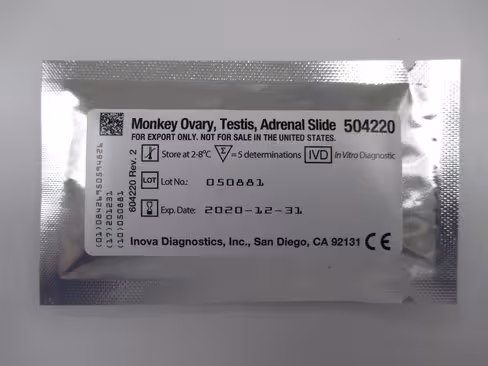 Monkey Ovary, Testis, Adrenal Slide 504220
FOR EXPORT ONLY. NOT FOR SALE IN THE UNITED STATES.
Store at 2-8°C Σ = 5 determinations IVD In Vitro Diagnostic
LOT Lot No.: 050881
Exp. Date: 2020-12-31
Inova Diagnostics, Inc., San Diego, CA 92131 CE
604220 Rev. 2
(01)08426950594826
(17)201231
(10)050881